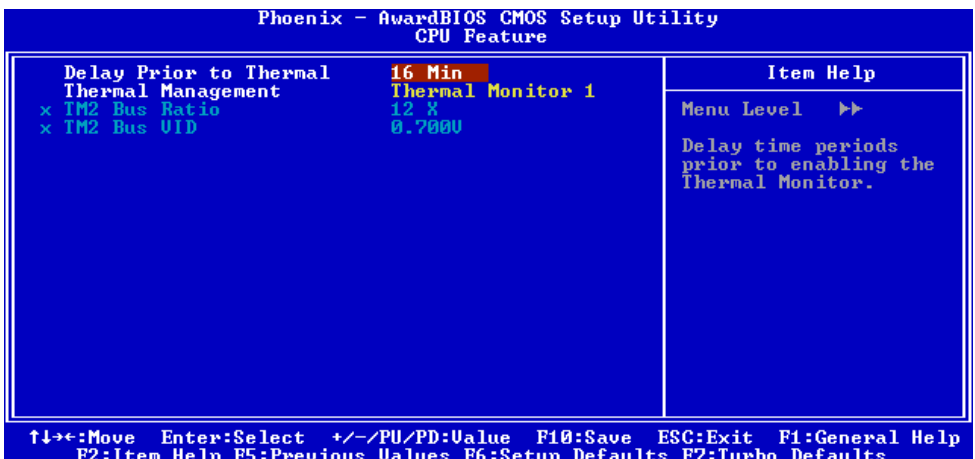 Phoenix - AwardBIOS CMOS Setup Utility
CPU Feature
Delay Prior to Thermal 16 Min
Thermal Management Thermal Monitor 1
x TM2 Bus Ratio 12 X
x TM2 Bus VID 0.700V
Item Help
Menu Level ▸▸
Delay time periods
prior to enabling the
Thermal Monitor.
↑↓→←:Move Enter:Select +/-/PU/PD:Value F10:Save ESC:Exit F1:General Help
F2:Item Help F5:Previous Values F6:Setup Defaults F7:Turbo Defaults